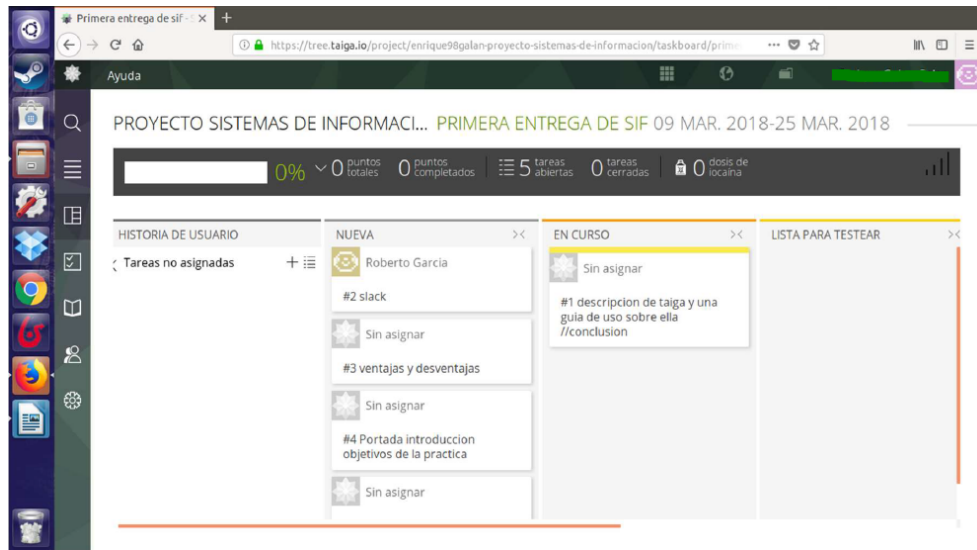 Primera entrega de sif - S
https://tree.taiga.io/project/enrique98galan-proyecto-sistemas-de-informacion/taskboard/prime
Ayuda
PROYECTO SISTEMAS DE INFORMACI... PRIMERA ENTREGA DE SIF 09 MAR. 2018-25 MAR. 2018
0% 0 puntos totales 0 puntos completados 5 tareas abiertas 0 tareas cerradas 0 dosis de iocaína
HISTORIA DE USUARIO NUEVA EN CURSO LISTA PARA TESTEAR
Tareas no asignadas
Roberto Garcia
#2 slack
Sin asignar
#3 ventajas y desventajas
Sin asignar
#4 Portada introduccion
objetivos de la practica
Sin asignar
Sin asignar
#1 descripcion de taiga y una
guia de uso sobre ella
//conclusion